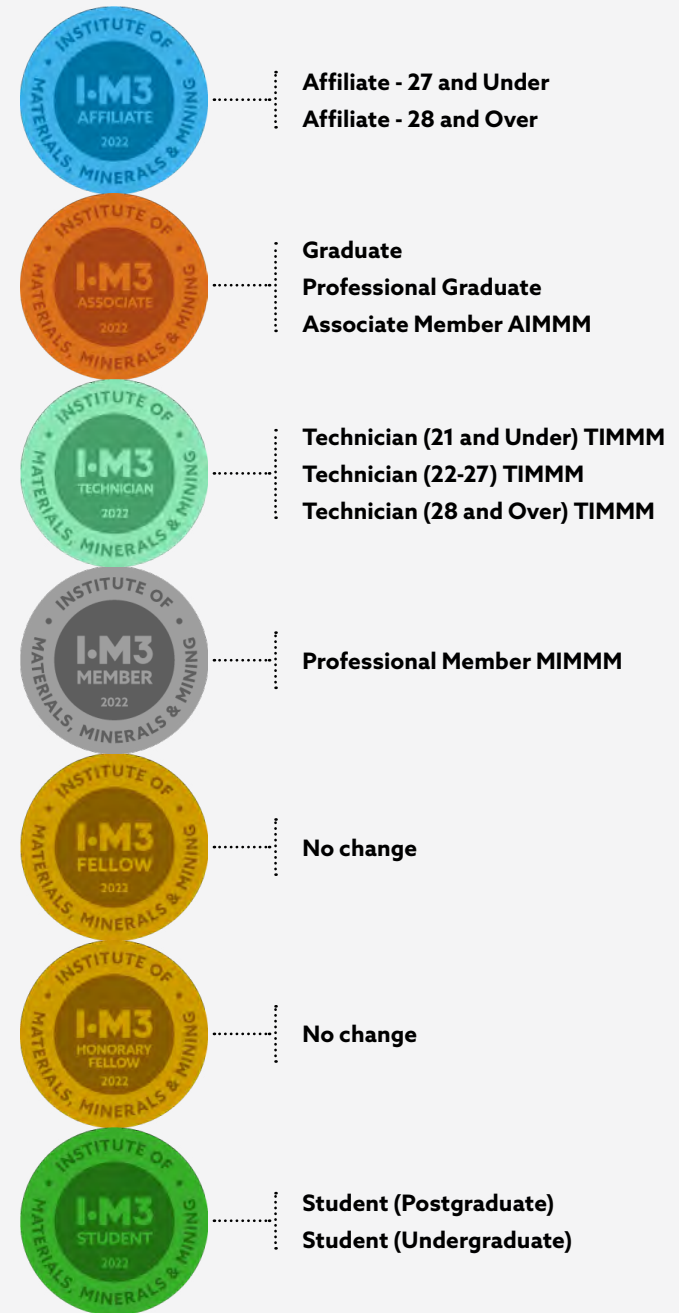 INSTITUTE OF
MATERIALS, MINERALS & MINING
I•M3
AFFILIATE
2022
Affiliate - 27 and Under
Affiliate - 28 and Over
INSTITUTE OF
MATERIALS, MINERALS & MINING
I•M3
ASSOCIATE
2022
Graduate
Professional Graduate
Associate Member AIMMM
INSTITUTE OF
MATERIALS, MINERALS & MINING
I•M3
TECHNICIAN
2022
Technician (21 and Under) TIMMM
Technician (22-27) TIMMM
Technician (28 and Over) TIMMM
INSTITUTE OF
MATERIALS, MINERALS & MINING
I•M3
MEMBER
2022
Professional Member MIMMM
INSTITUTE OF
MATERIALS, MINERALS & MINING
I•M3
FELLOW
2022
No change
INSTITUTE OF
MATERIALS, MINERALS & MINING
I•M3
HONORARY
FELLOW
2022
No change
INSTITUTE OF
MATERIALS, MINERALS & MINING
I•M3
STUDENT
2022
Student (Postgraduate)
Student (Undergraduate)